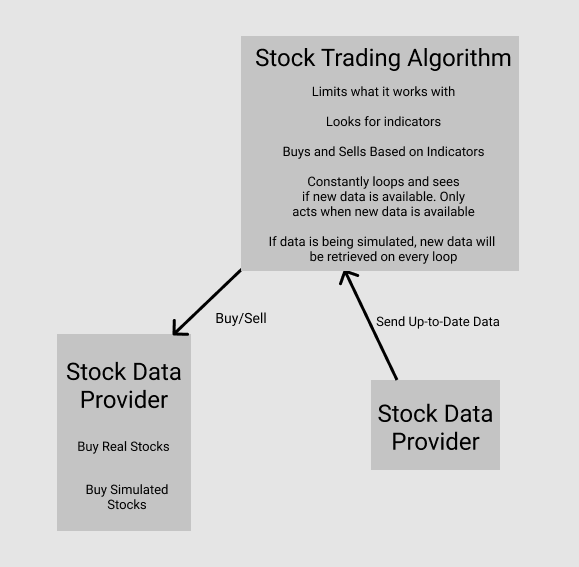 Stock Trading Algorithm
Limits what it works with
Looks for indicators
Buys and Sells Based on Indicators
Constantly loops and sees
if new data is available. Only
acts when new data is available
If data is being simulated, new data will
be retrieved on every loop
Buy/Sell
Send Up-to-Date Data
Stock Data
Provider
Buy Real Stocks
Buy Simulated
Stocks
Stock Data
Provider